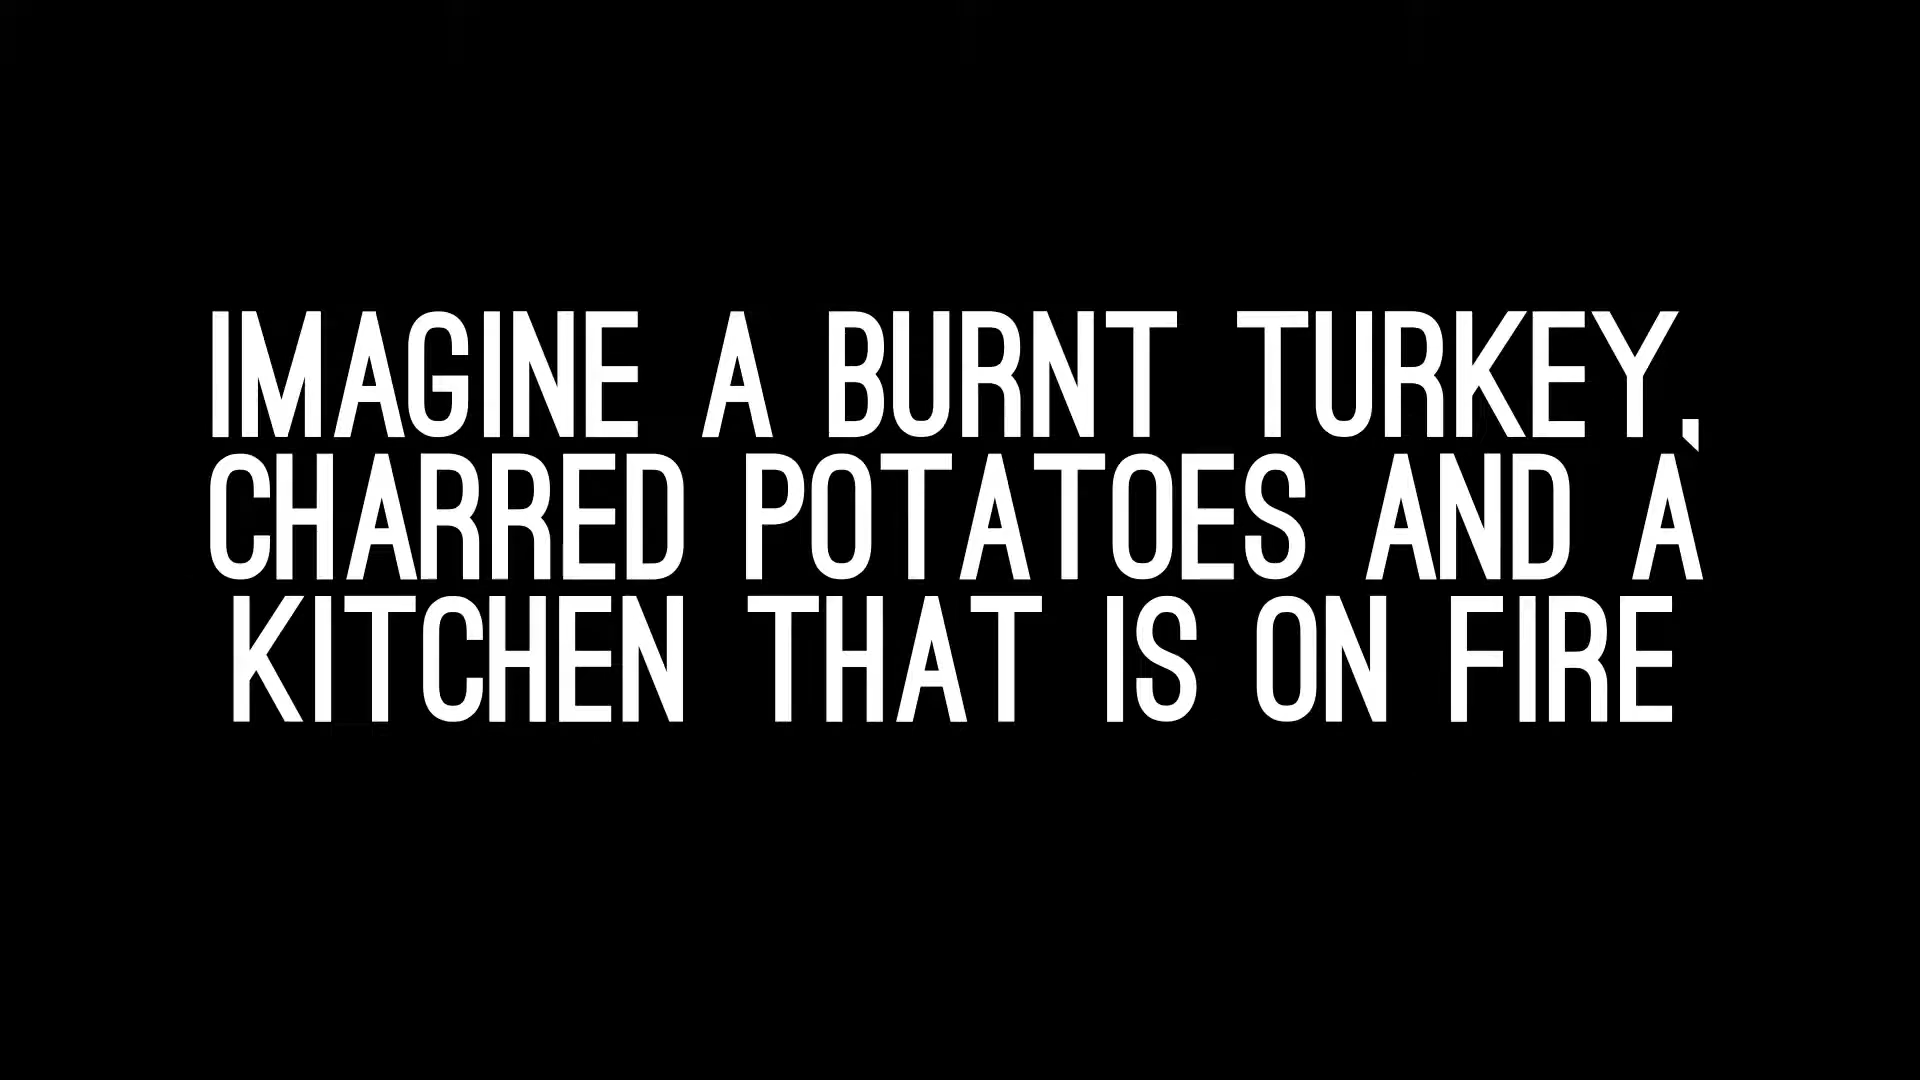 IMAGINE A BURNT TURKEY,
CHARRED POTATOES AND A
KITCHEN THAT IS ON FIRE